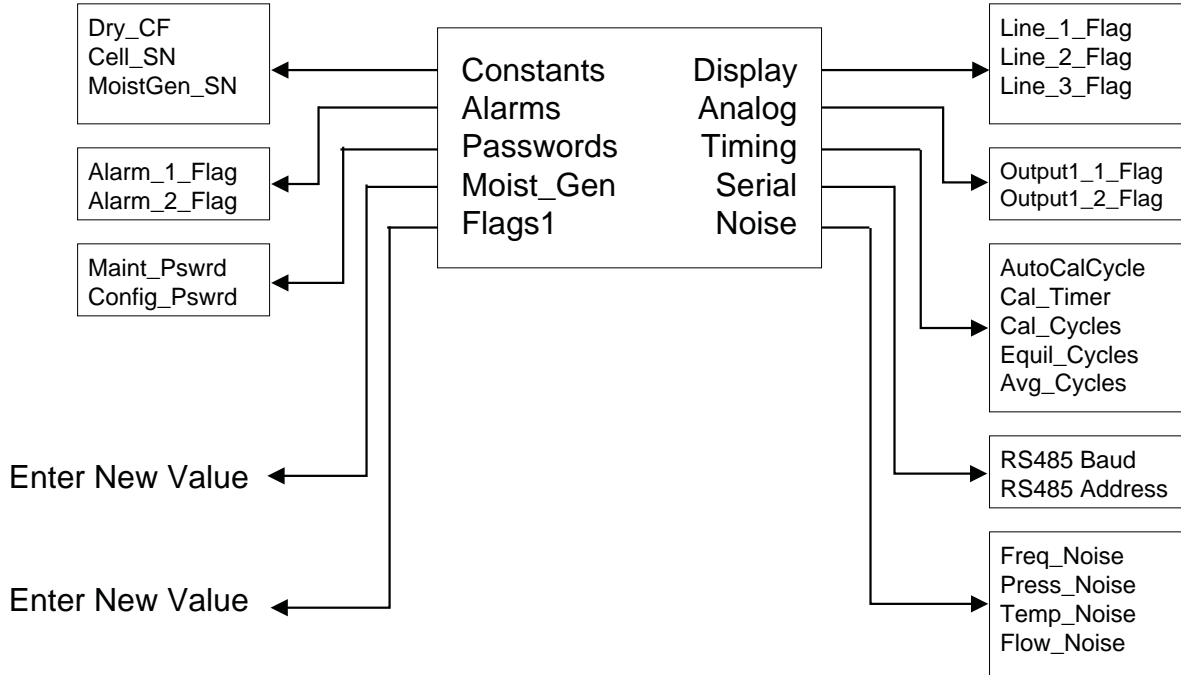 Dry_CF
Cell_SN
MoistGen_SN
Alarm_1_Flag
Alarm_2_Flag
Maint_Pswrd
Config_Pswrd
Enter New Value
Enter New Value
Constants
Alarms
Passwords
Moist_Gen
Flags1
Display
Analog
Timing
Serial
Noise
Line_1_Flag
Line_2_Flag
Line_3_Flag
Output1_1_Flag
Output1_2_Flag
AutoCalCycle
Cal_Timer
Cal_Cycles
Equil_Cycles
Avg_Cycles
RS485 Baud
RS485 Address
Freq_Noise
Press_Noise
Temp_Noise
Flow_Noise